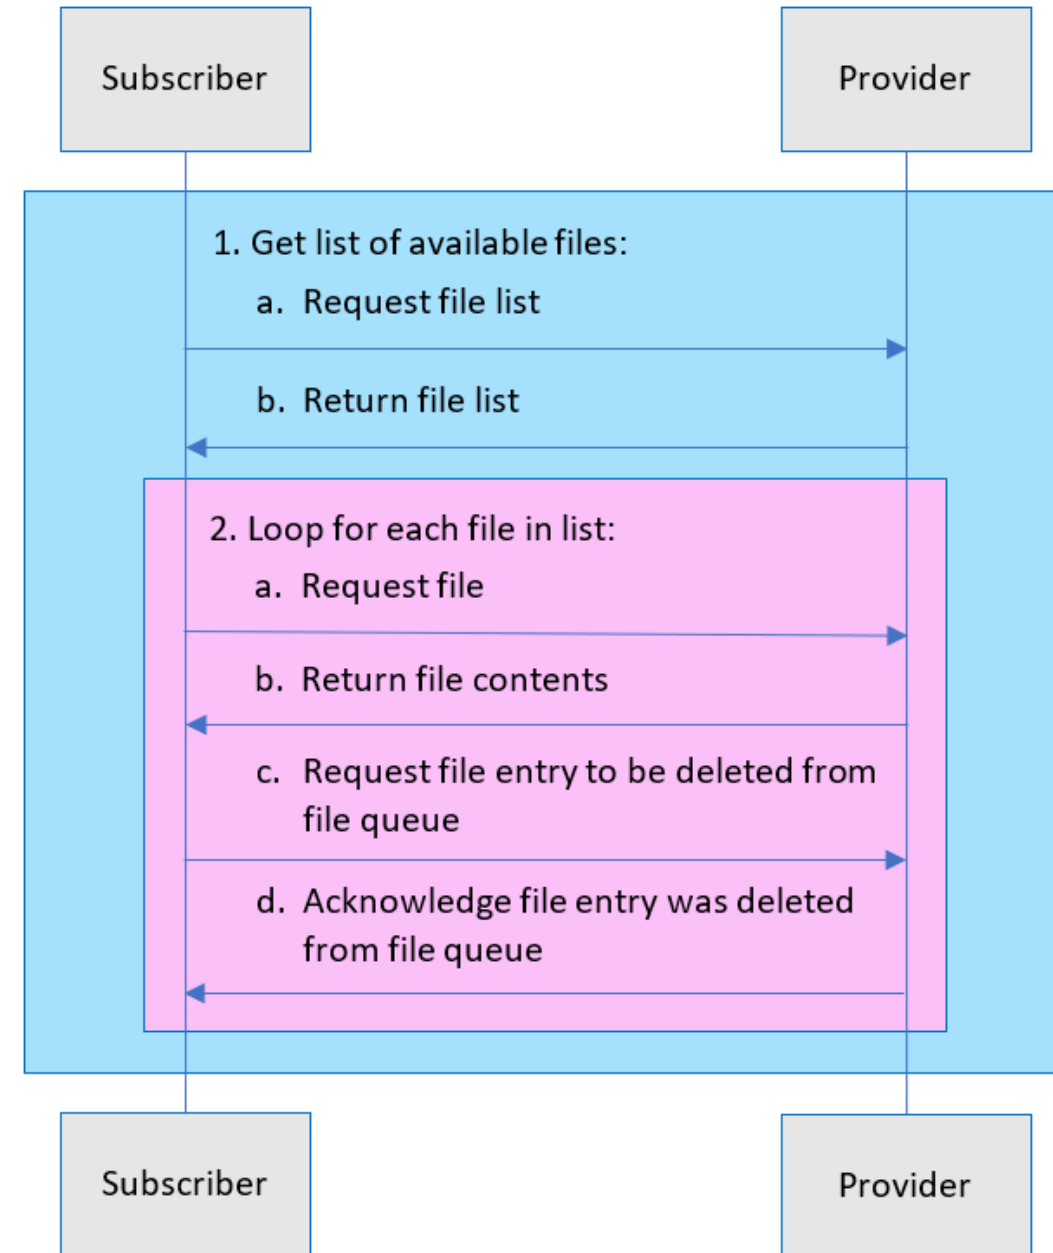 Subscriber
Provider
1. Get list of available files:
a. Request file list
b. Return file list
2. Loop for each file in list:
a. Request file
b. Return file contents
c. Request file entry to be deleted from
file queue
d. Acknowledge file entry was deleted
from file queue
Subscriber
Provider